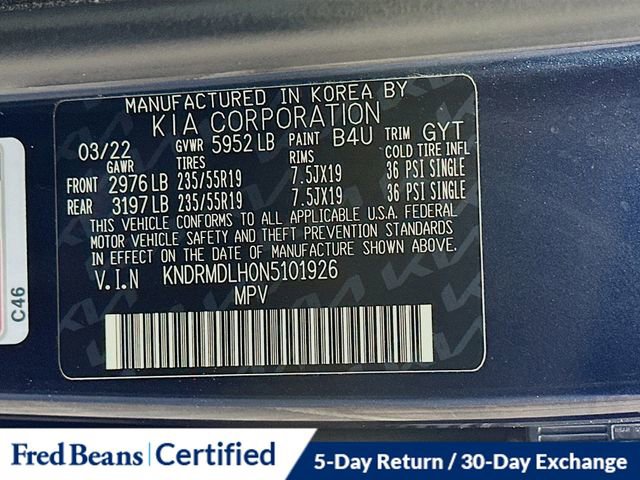 MANUFACTURED IN KOREA BY
KIA CORPORATION
03/22 GVWR 5952 LB PAINT B4U TRIM GYT
GAWR TIRES RIMS COLD TIRE INFL
FRONT 2976 LB 235/55R19 7.5JX19 36 PSI SINGLE
REAR 3197 LB 235/55R19 7.5JX19 36 PSI SINGLE
THIS VEHICLE CONFORMS TO ALL APPLICABLE U.S.A. FEDERAL
MOTOR VEHICLE SAFETY AND THEFT PREVENTION STANDARDS
IN EFFECT ON THE DATE OF MANUFACTURE SHOWN ABOVE.
V.I.N KNDRMDLH0N5101926
MPV
C46
Fred Beans Certified
5-Day Return / 30-Day Exchange